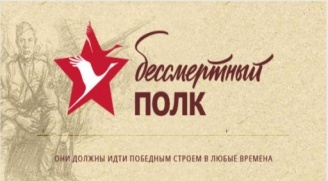 бессмертный
ПОЛК
ОНИ ДОЛЖНЫ ИДТИ ПОБЕДНЫМ СТРОЕМ В ЛЮБЫЕ ВРЕМЕНА